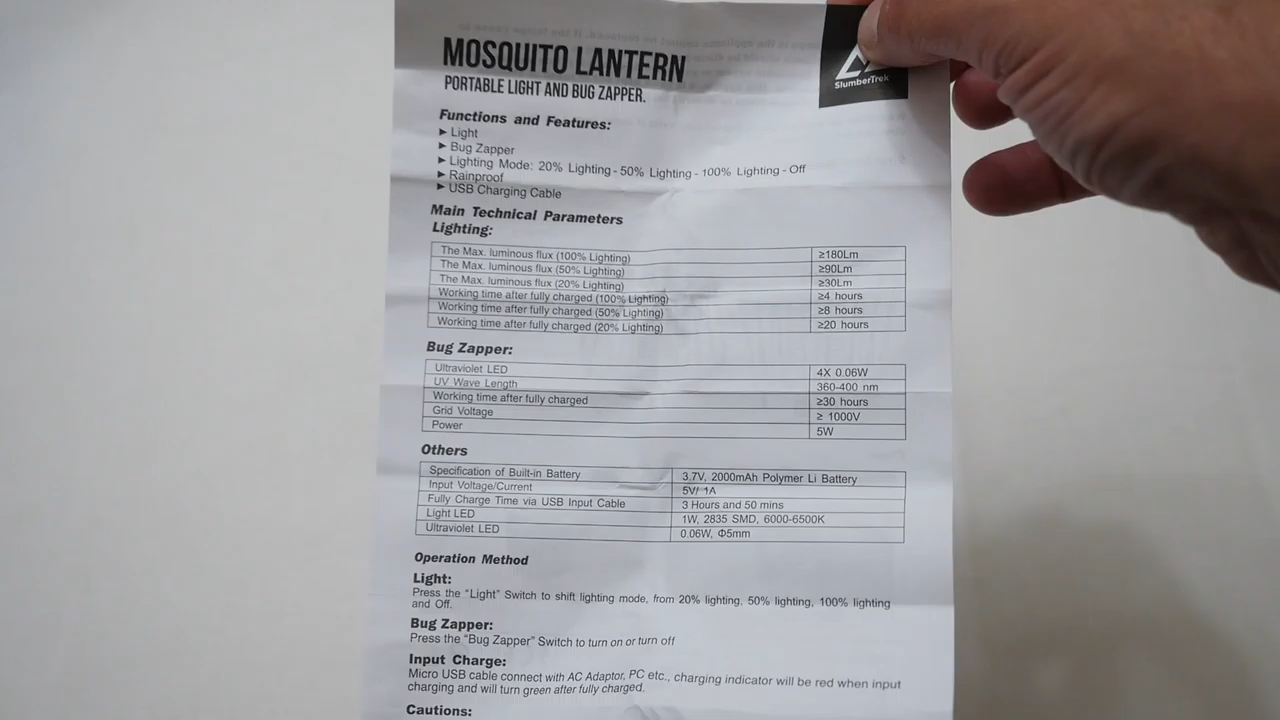 MOSQUITO LANTERN
PORTABLE LIGHT AND BUG ZAPPER.
SlumberTrek
Functions and Features:
► Light
► Bug Zapper
► Lighting Mode: 20% Lighting - 50% Lighting - 100% Lighting - Off
► Rainproof
► USB Charging Cable
Main Technical Parameters
Lighting:
The Max. luminous flux (100% Lighting) ≥180Lm
The Max. luminous flux (50% Lighting) ≥90Lm
The Max. luminous flux (20% Lighting) ≥30Lm
Working time after fully charged (100% Lighting) ≥4 hours
Working time after fully charged (50% Lighting) ≥8 hours
Working time after fully charged (20% Lighting) ≥20 hours
Bug Zapper:
Ultraviolet LED 4X 0.06W
UV Wave Length 360-400 nm
Working time after fully charged ≥30 hours
Grid Voltage ≥ 1000V
Power 5W
Others
Specification of Built-in Battery 3.7V, 2000mAh Polymer Li Battery
Input Voltage/Current 5V/ 1A
Fully Charge Time via USB Input Cable 3 Hours and 50 mins
Light LED 1W, 2835 SMD, 6000-6500K
Ultraviolet LED 0.06W, Φ5mm
Operation Method
Light:
Press the "Light" Switch to shift lighting mode, from 20% lighting, 50% lighting, 100% lighting
and Off.
Bug Zapper:
Press the "Bug Zapper" Switch to turn on or turn off
Input Charge:
Micro USB cable connect with AC Adaptor, PC etc., charging indicator will be red when input
charging and will turn green after fully charged.
Cautions: